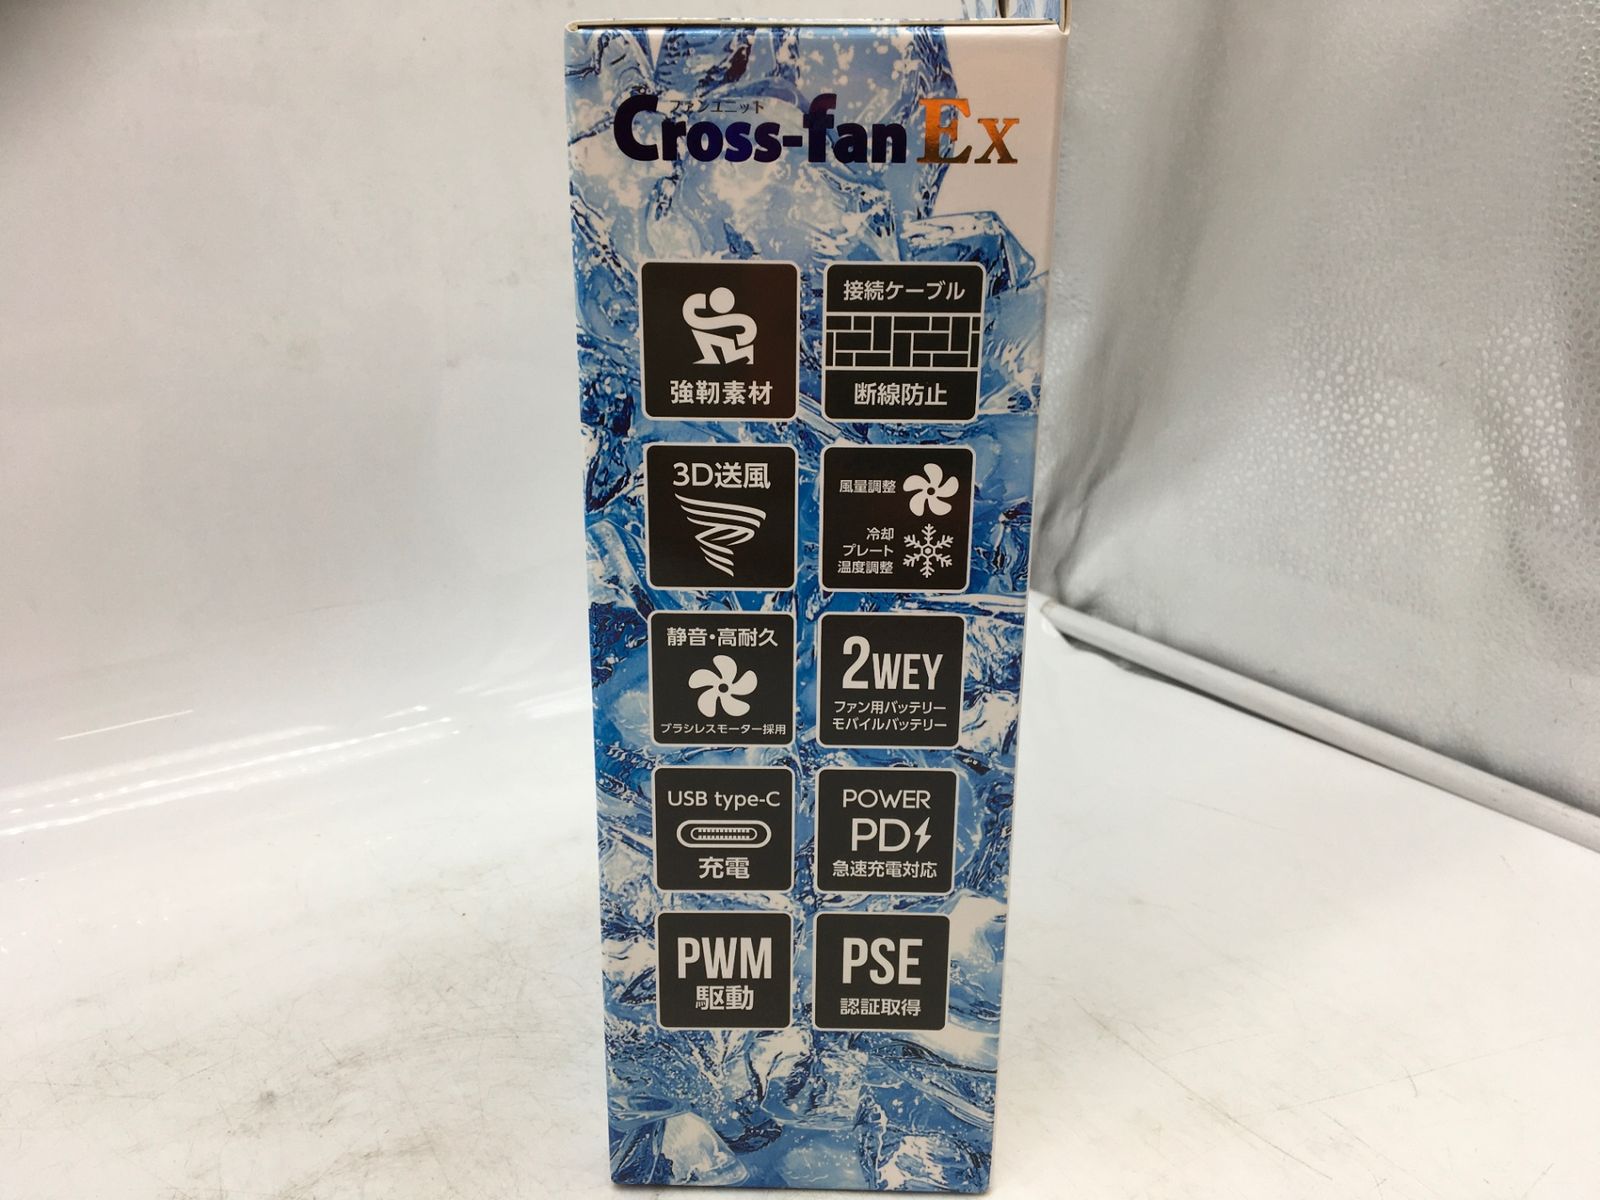 ファンユニット
Cross-fan Ex
強靭素材
接続ケーブル
断線防止
3D送風
風量調整
冷却
プレート
温度調整
静音・高耐久
ブラシレスモーター採用
2WEY
ファン用バッテリー
モバイルバッテリー
USB type-C
充電
POWER
PD
急速充電対応
PWM
駆動
PSE
認証取得